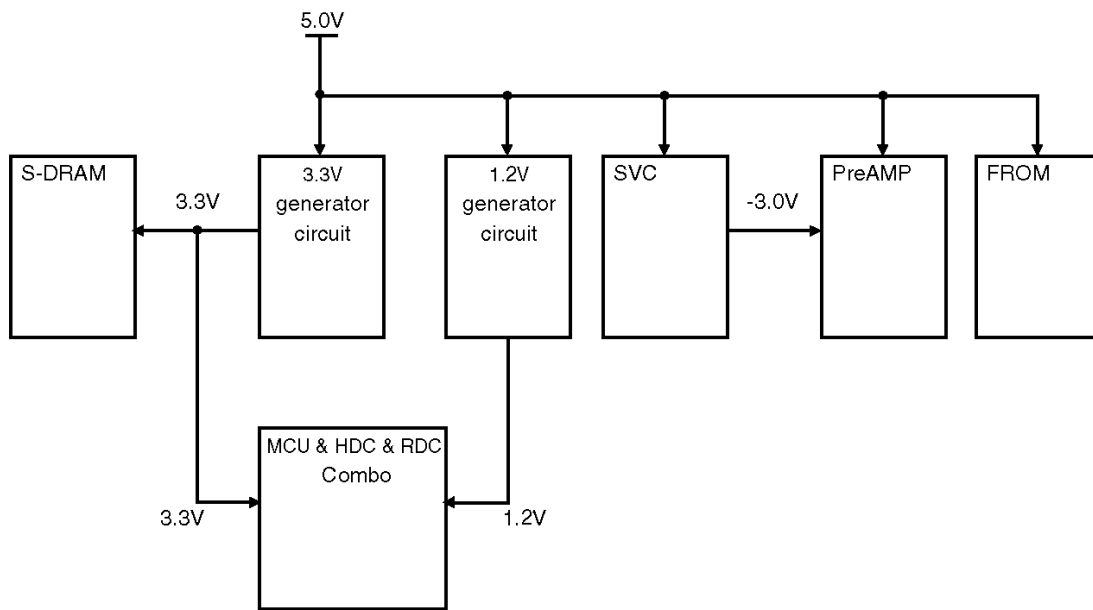 5.0V
S-DRAM
3.3V
3.3V
generator
circuit
1.2V
generator
circuit
SVC
-3.0V
PreAMP
FROM
MCU & HDC & RDC
Combo
3.3V
1.2V